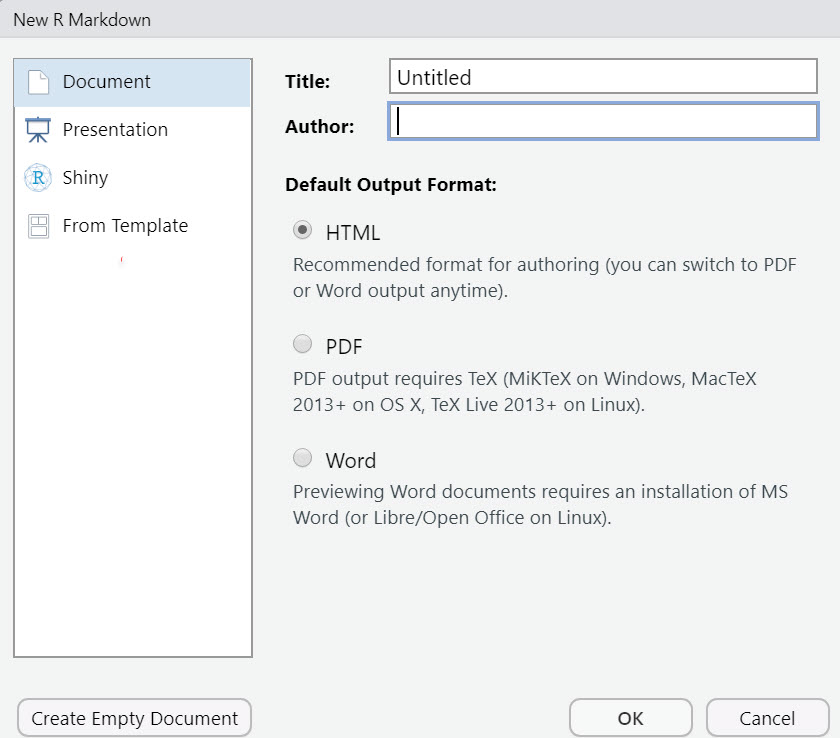 New R Markdown
Document
Presentation
R Shiny
From Template
Title: Untitled
Author:
Default Output Format:
HTML
Recommended format for authoring (you can switch to PDF
or Word output anytime).
PDF
PDF output requires TeX (MiKTeX on Windows, MacTeX
2013+ on OS X, TeX Live 2013+ on Linux).
Word
Previewing Word documents requires an installation of MS
Word (or Libre/Open Office on Linux).
Create Empty Document
OK
Cancel